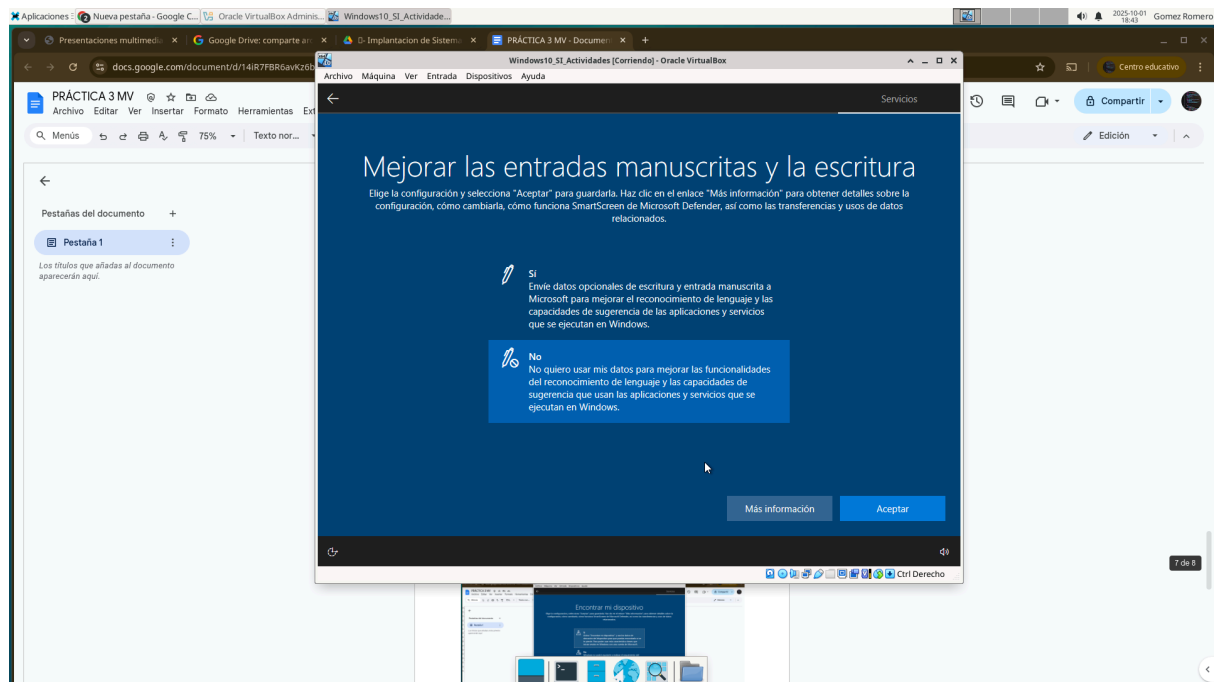 Aplicaciones
Nueva pestaña - Google C...
Oracle VirtualBox Adminis...
Windows10_SI_Actividade...
2025-10-01
18:43
Gomez Romero
Presentaciones multimedia
Google Drive: comparte arc
0- Implantacion de Sistema
PRÁCTICA 3 MV - Document
docs.google.com/document/d/14iR7FBR6avKz6b
Centro educativo
PRÁCTICA 3 MV
Archivo Editar Ver Insertar Formato Herramientas Ext
Compartir
Menús
75%
Texto nor...
Edición
Pestañas del documento
Pestaña 1
Los títulos que añadas al documento
aparecerán aquí.
Windows10_SI_Actividades [Corriendo] - Oracle VirtualBox
Archivo Máquina Ver Entrada Dispositivos Ayuda
Servicios
Mejorar las entradas manuscritas y la escritura
Elige la configuración y selecciona "Aceptar" para guardarla. Haz clic en el enlace "Más información" para obtener detalles sobre la
configuración, cómo cambiarla, cómo funciona SmartScreen de Microsoft Defender, así como las transferencias y usos de datos
relacionados.
Sí
Envíe datos opcionales de escritura y entrada manuscrita a
Microsoft para mejorar el reconocimiento de lenguaje y las
capacidades de sugerencia de las aplicaciones y servicios
que se ejecutan en Windows.
No
No quiero usar mis datos para mejorar las funcionalidades
del reconocimiento de lenguaje y las capacidades de
sugerencia que usan las aplicaciones y servicios que se
ejecutan en Windows.
Más información
Aceptar
Ctrl Derecho
7 de 8
Encontrar mi dispositivo